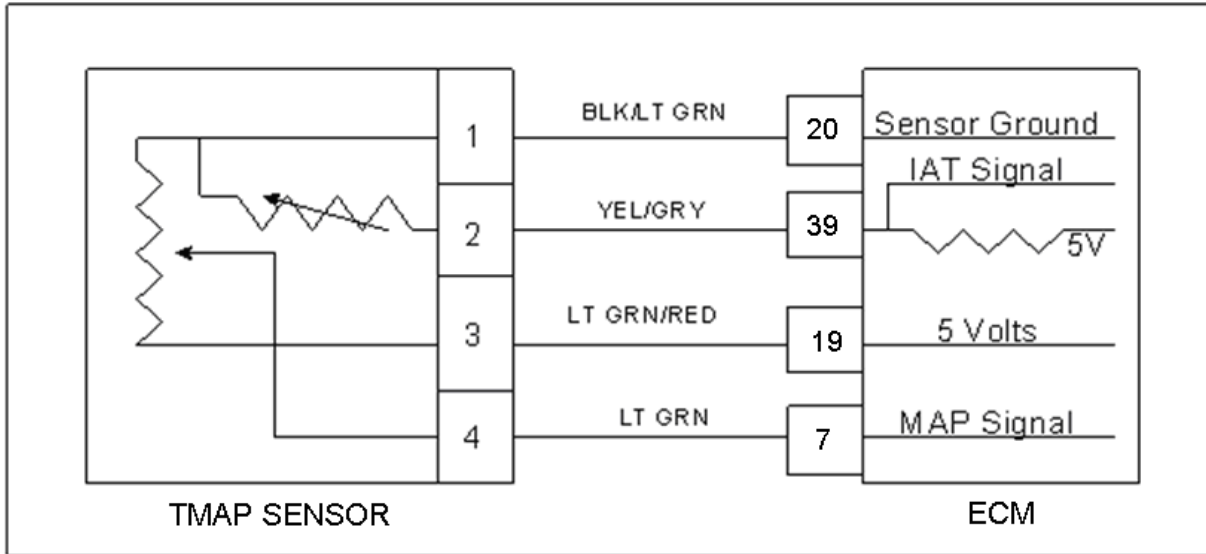 1
BLK/LT GRN
20
Sensor Ground
IAT Signal
2
YEL/GRY
39
5V
3
LT GRN/RED
19
5 Volts
4
LT GRN
7
MAP Signal
TMAP SENSOR
ECM